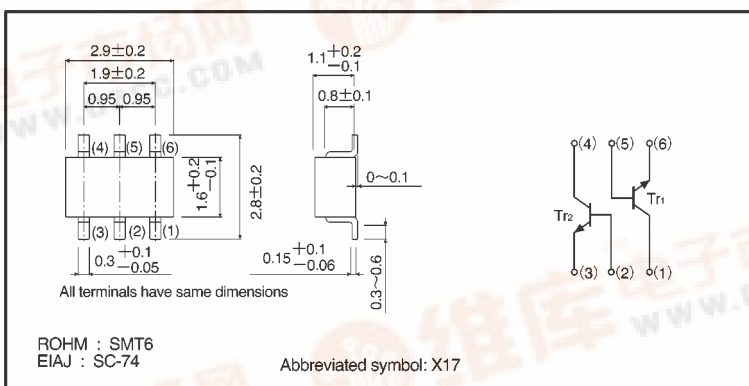 2.9±0.2
1.9±0.2
0.95 0.95
(4) (5) (6)
(3) (2) (1)
1.6 +0.2 −0.1
2.8±0.2
0.3 +0.1 −0.05
All terminals have same dimensions
1.1 +0.2 −0.1
0.8±0.1
0~0.1
0.15 +0.1 −0.06
0.3~0.6
(4) (5) (6)
Tr1
Tr2
(3) (2) (1)
ROHM : SMT6
EIAJ : SC-74
Abbreviated symbol: X17